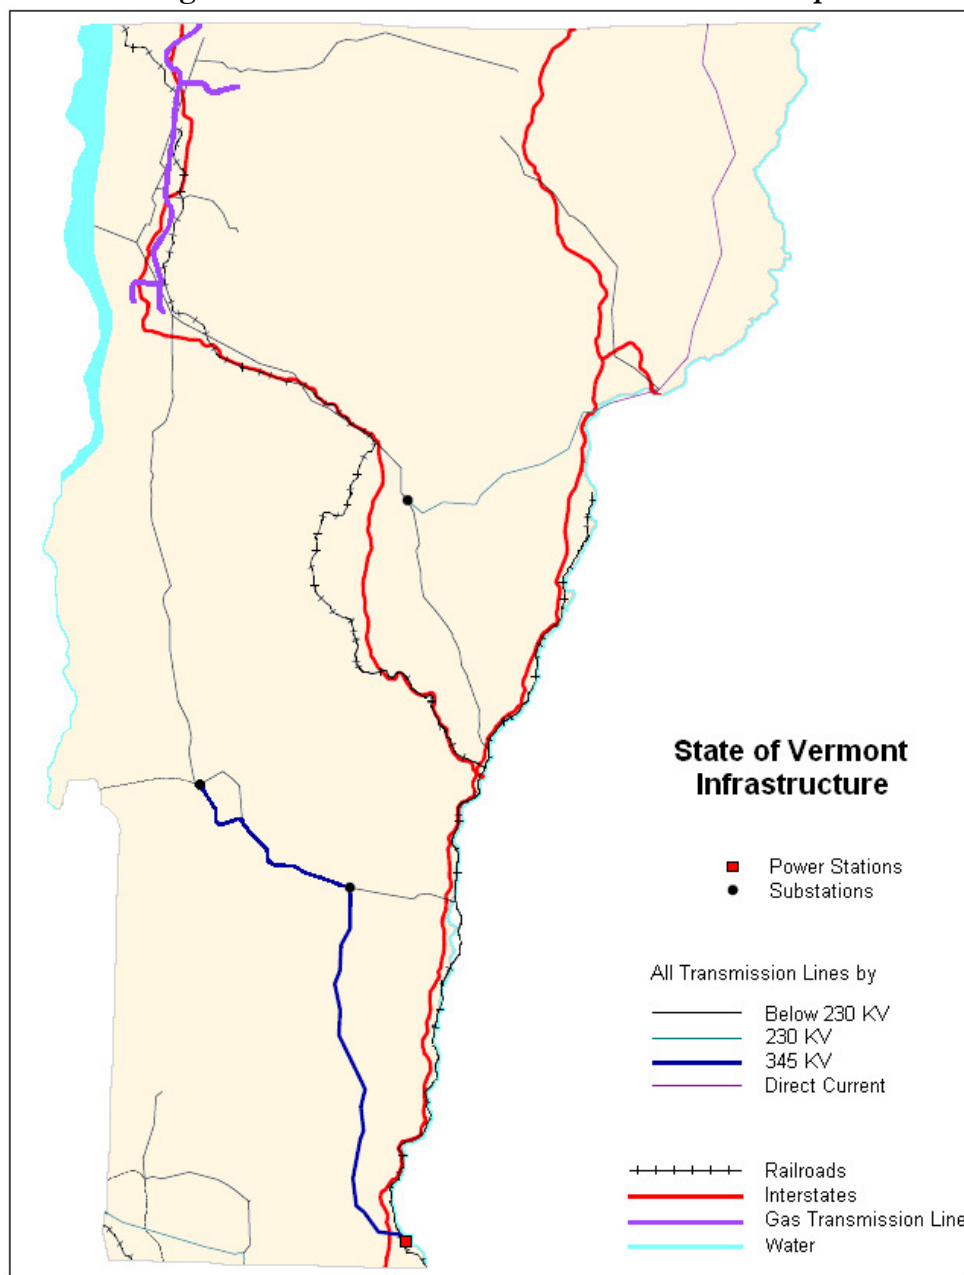 State of Vermont
Infrastructure
Power Stations
Substations
All Transmission Lines by
Below 230 KV
230 KV
345 KV
Direct Current
Railroads
Interstates
Gas Transmission Line
Water